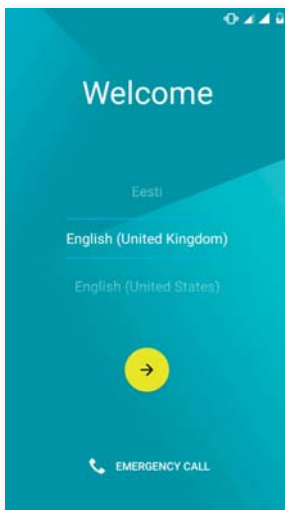 Welcome
Eesti
English (United Kingdom)
English (United States)
EMERGENCY CALL